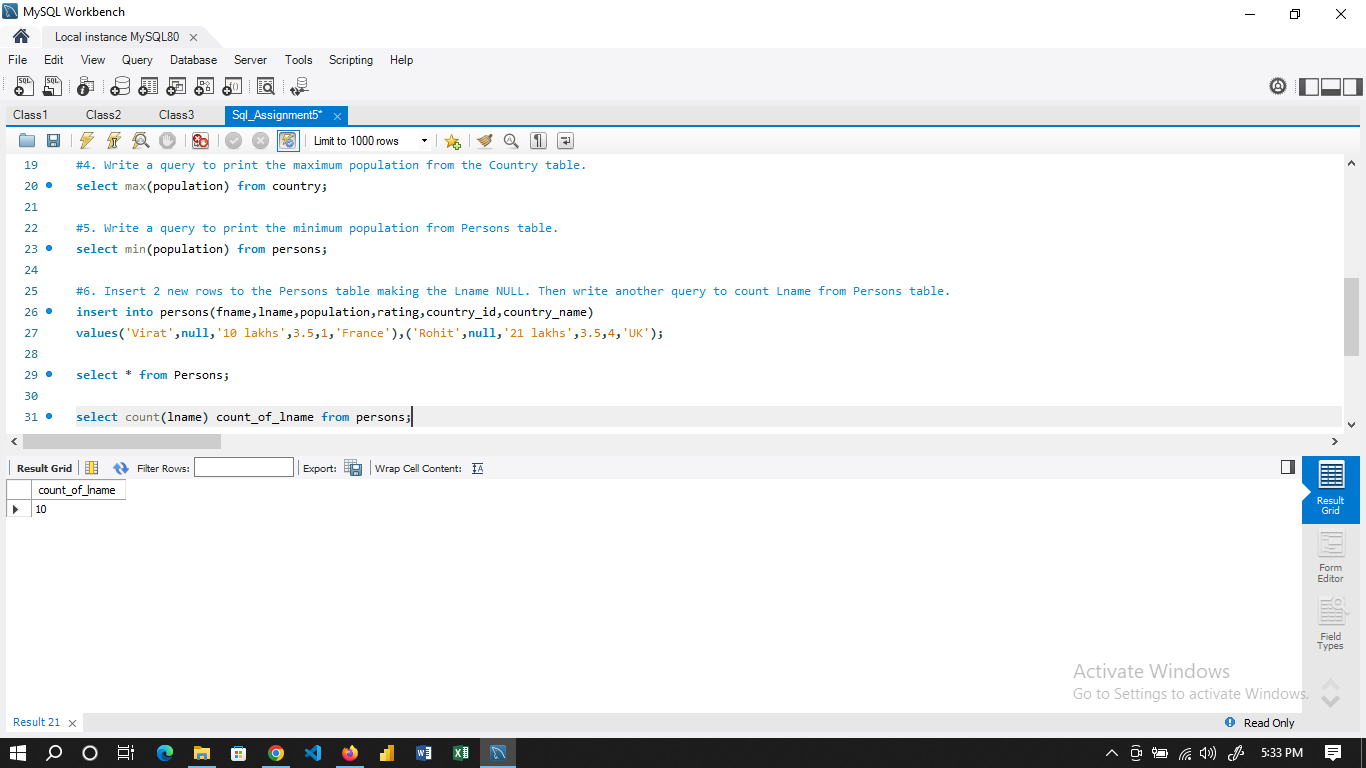 MySQL Workbench
Local instance MySQL80
File Edit View Query Database Server Tools Scripting Help
Class1 Class2 Class3 Sql_Assignment5*
Limit to 1000 rows
19 #4. Write a query to print the maximum population from the Country table.
20 select max(population) from country;
21
22 #5. Write a query to print the minimum population from Persons table.
23 select min(population) from persons;
24
25 #6. Insert 2 new rows to the Persons table making the Lname NULL. Then write another query to count Lname from Persons table.
26 insert into persons(fname,lname,population,rating,country_id,country_name)
27 values('Virat',null,'10 lakhs',3.5,1,'France'),('Rohit',null,'21 lakhs',3.5,4,'UK');
28
29 select * from Persons;
30
31 select count(lname) count_of_lname from persons;
Result Grid Filter Rows: Export: Wrap Cell Content:
count_of_lname
10
Result
Grid
Form
Editor
Field
Types
Activate Windows
Go to Settings to activate Windows.
Result 21 Read Only
5:33 PM